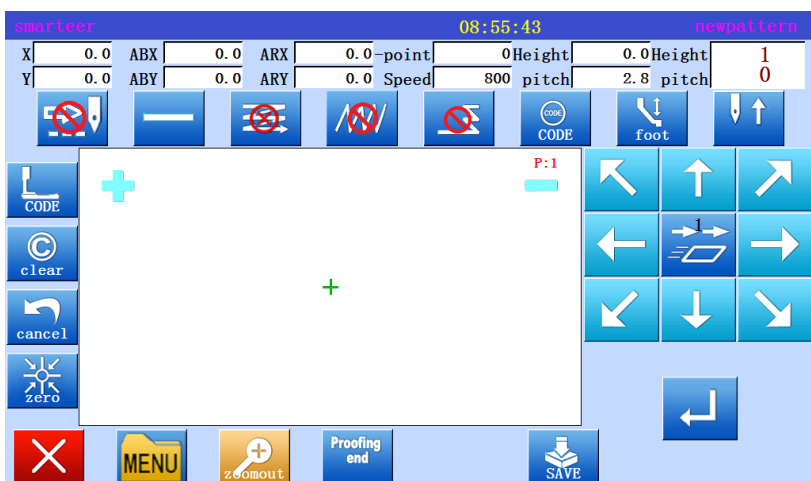 smarteer 08:55:43 newpattern
X 0.0 ABX 0.0 ARX 0.0 -point 0 Height 0.0 Height 1
Y 0.0 ABY 0.0 ARY 0.0 Speed 800 pitch 2.8 pitch 0
CODE
CODE foot
P:1
CODE
1
clear
cancel
zero
MENU zoomout Proofing
end
SAVE